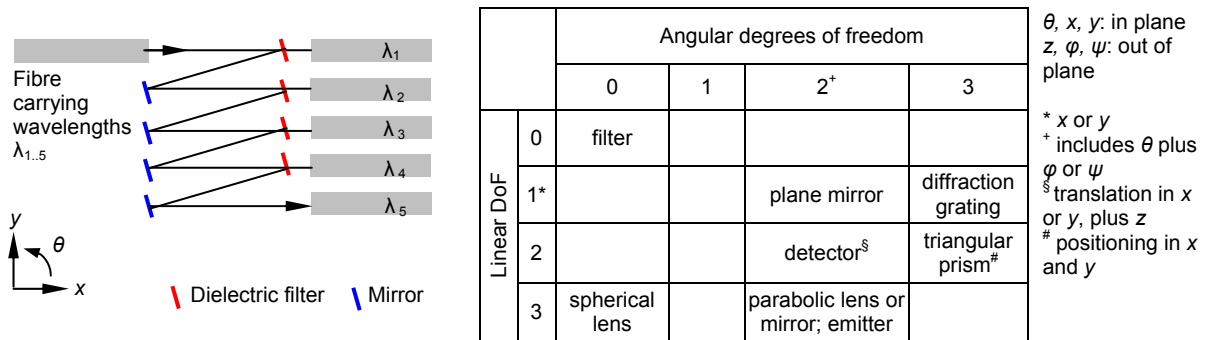 λ1
Fibre
carrying
wavelengths
λ1..5
λ2
λ3
λ4
λ5
y
θ
x
Dielectric filter
Mirror
Angular degrees of freedom
0 1 2+ 3
Linear DoF
0 filter
1* plane mirror diffraction
grating
2 detector§ triangular
prism#
3 spherical
lens parabolic lens or
mirror; emitter
θ, x, y: in plane
z, φ, ψ: out of
plane
* x or y
+ includes θ plus
φ or ψ
§ translation in x
or y, plus z
# positioning in x
and y